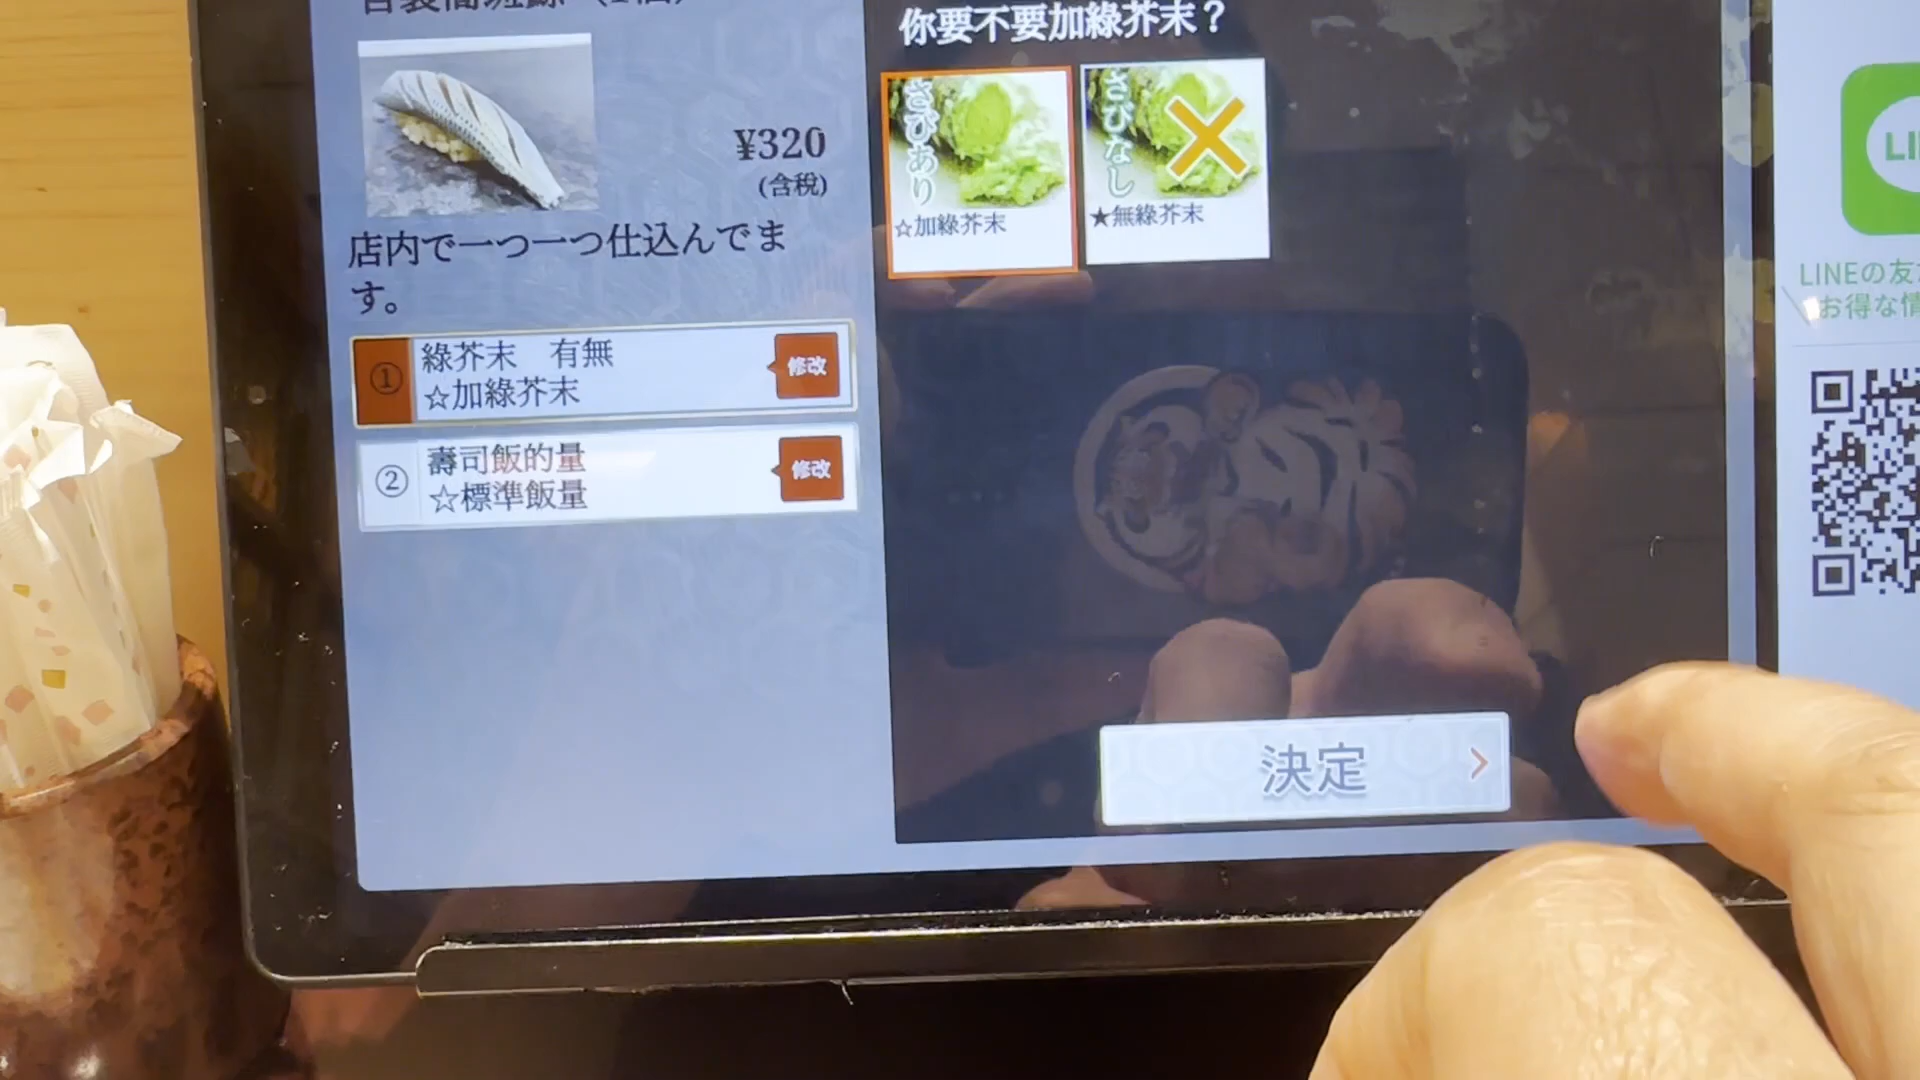 你要不要加綠芥末？
¥320
(含稅)
店内で一つ一つ仕込んでま
す。
① 綠芥末　有無
☆加綠芥末
修改
② 壽司飯的量
☆標準飯量
修改
さびあり
☆加綠芥末
さびなし
★無綠芥末
決定
LINEの友
お得な情